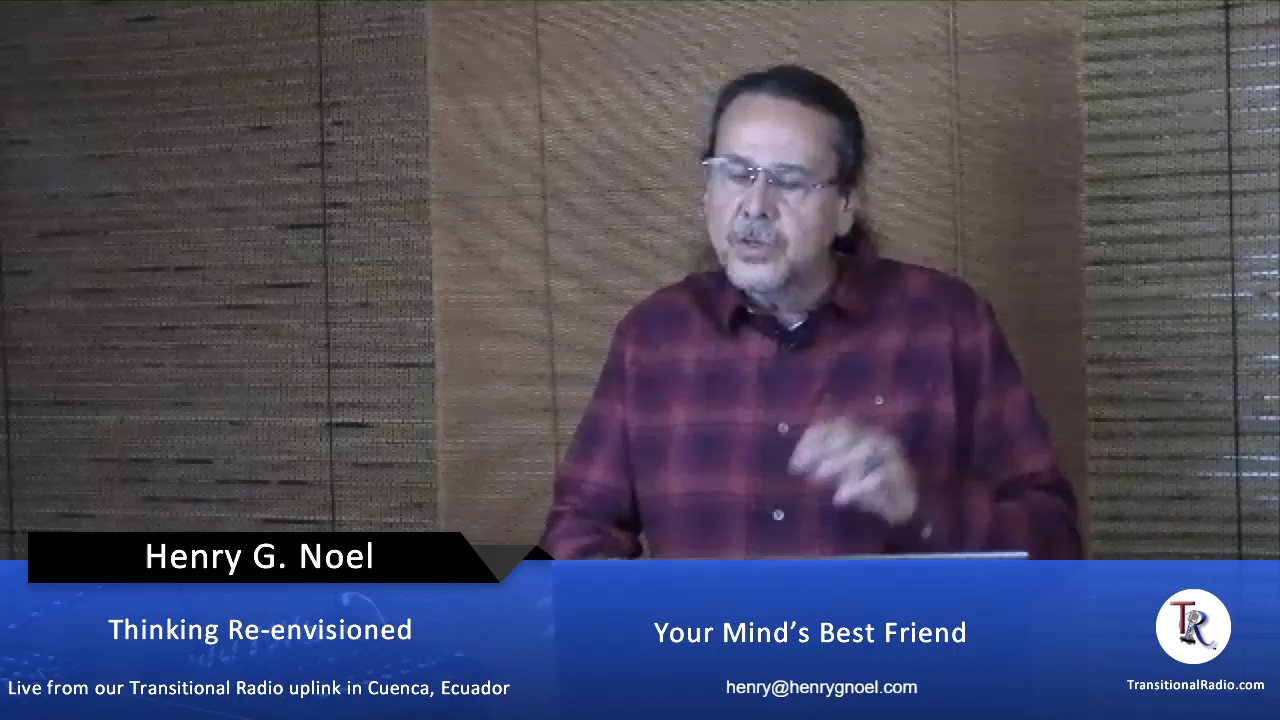 Henry G. Noel
Thinking Re-envisioned
Your Mind’s Best Friend
TR
Live from our Transitional Radio uplink in Cuenca, Ecuador
henry@henrygnoel.com
TransitionalRadio.com